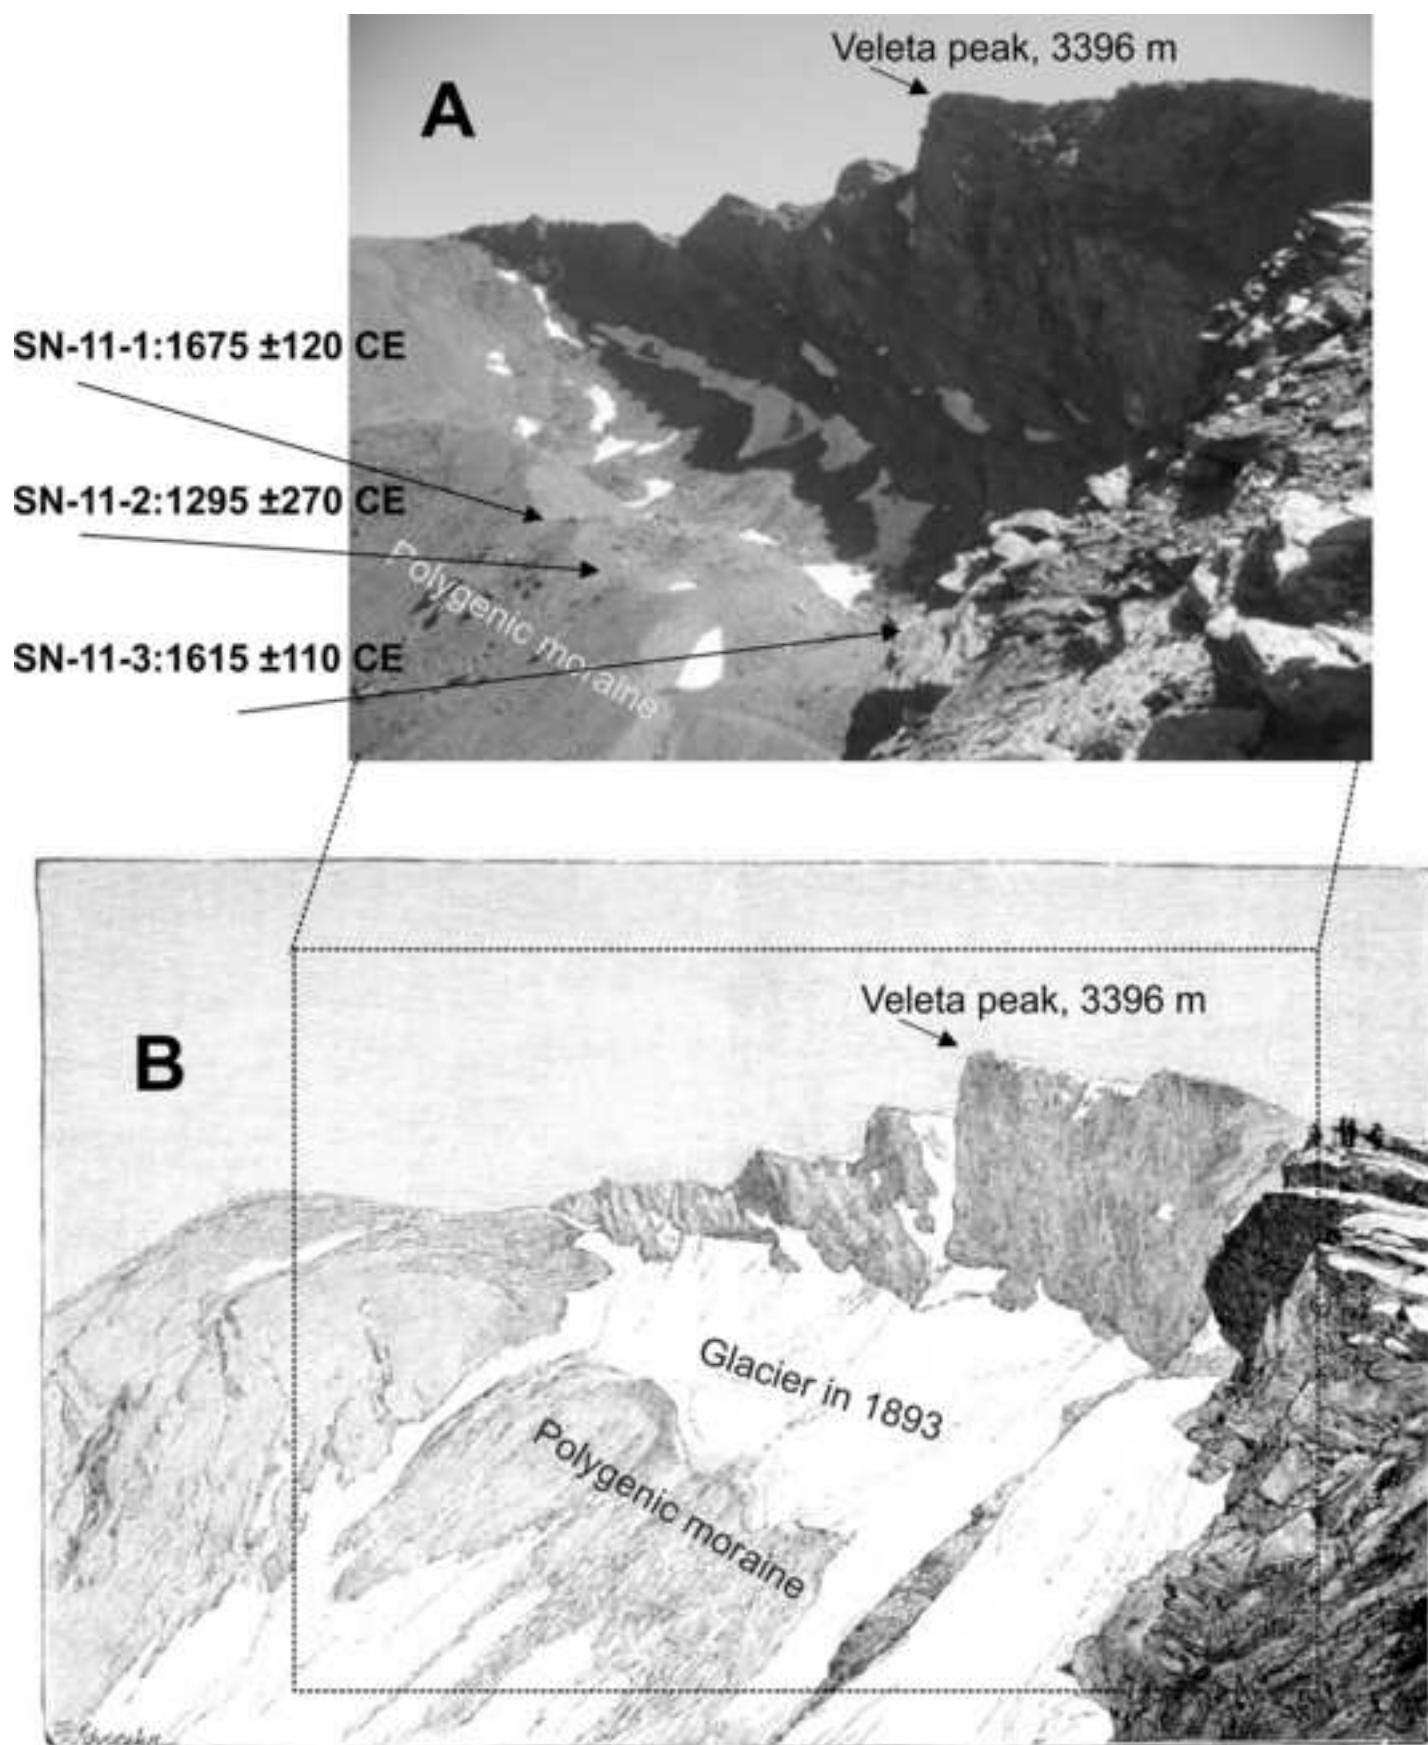 Veleta peak, 3396 m
A
SN-11-1:1675 ±120 CE
SN-11-2:1295 ±270 CE
Polygenic moraine
SN-11-3:1615 ±110 CE
Veleta peak, 3396 m
B
Glacier in 1893
Polygenic moraine